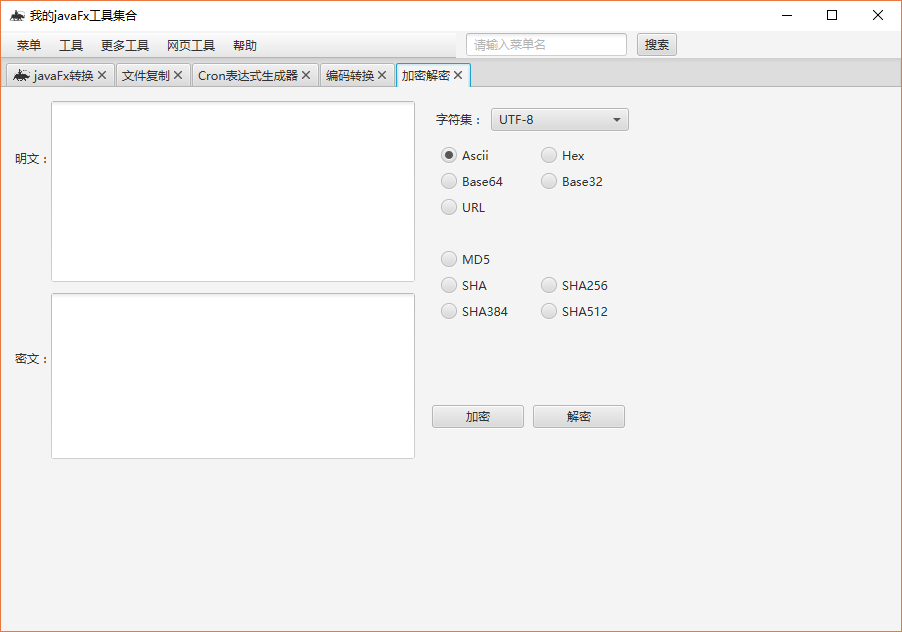 我的javaFx工具集合
菜单 工具 更多工具 网页工具 帮助 请输入菜单名 搜索
javaFx转换 文件复制 Cron表达式生成器 编码转换 加密解密
字符集： UTF-8
明文：
Ascii Hex
Base64 Base32
URL
MD5
SHA SHA256
SHA384 SHA512
密文：
加密 解密